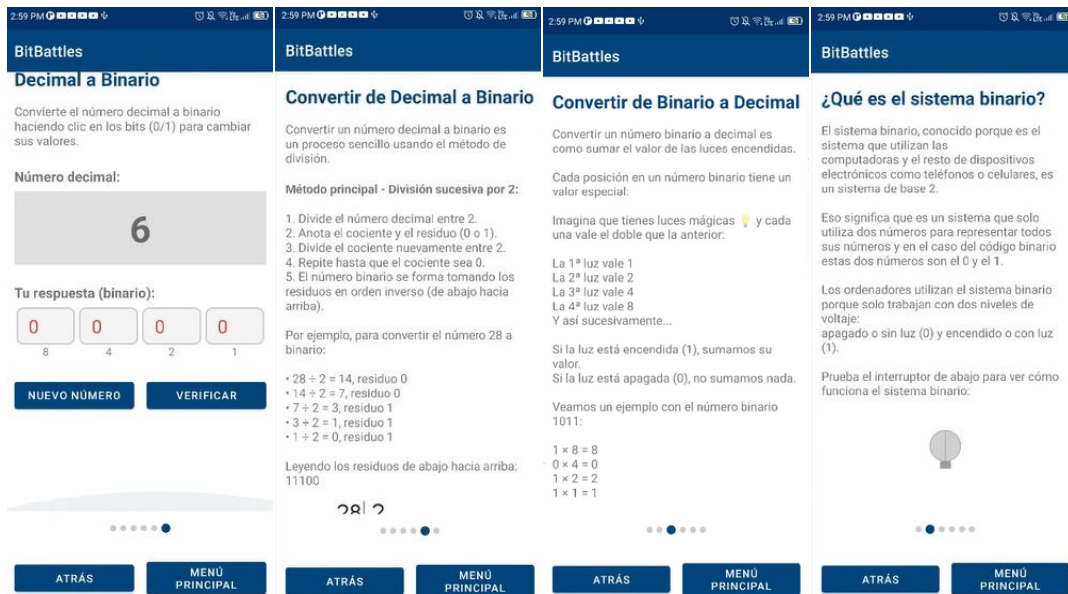 2:59 PM
BitBattles
Decimal a Binario
Convierte el número decimal a binario
haciendo clic en los bits (0/1) para cambiar
sus valores.
Número decimal:
6
Tu respuesta (binario):
0 0 0 0
8 4 2 1
NUEVO NÚMERO VERIFICAR
ATRÁS MENÚ
PRINCIPAL
2:59 PM
BitBattles
Convertir de Decimal a Binario
Convertir un número decimal a binario es
un proceso sencillo usando el método de
división.
Método principal - División sucesiva por 2:
1. Divide el número decimal entre 2.
2. Anota el cociente y el residuo (0 o 1).
3. Divide el cociente nuevamente entre 2.
4. Repite hasta que el cociente sea 0.
5. El número binario se forma tomando los
residuos en orden inverso (de abajo hacia
arriba).
Por ejemplo, para convertir el número 28 a
binario:
• 28 ÷ 2 = 14, residuo 0
• 14 ÷ 2 = 7, residuo 0
• 7 ÷ 2 = 3, residuo 1
• 3 ÷ 2 = 1, residuo 1
• 1 ÷ 2 = 0, residuo 1
Leyendo los residuos de abajo hacia arriba:
11100
28 2
ATRÁS MENÚ
PRINCIPAL
2:59 PM
BitBattles
Convertir de Binario a Decimal
Convertir un número binario a decimal es
como sumar el valor de las luces encendidas.
Cada posición en un número binario tiene un
valor especial:
Imagina que tienes luces mágicas 💡 y cada
una vale el doble que la anterior:
La 1ª luz vale 1
La 2ª luz vale 2
La 3ª luz vale 4
La 4ª luz vale 8
Y así sucesivamente...
Si la luz está encendida (1), sumamos su
valor.
Si la luz está apagada (0), no sumamos nada.
Veamos un ejemplo con el número binario
1011:
1 × 8 = 8
0 × 4 = 0
1 × 2 = 2
1 × 1 = 1
ATRÁS MENÚ
PRINCIPAL
2:59 PM
BitBattles
¿Qué es el sistema binario?
El sistema binario, conocido porque es el
sistema que utilizan las
computadoras y el resto de dispositivos
electrónicos como teléfonos o celulares, es
un sistema de base 2.
Eso significa que es un sistema que solo
utiliza dos números para representar todos
sus números y en el caso del código binario
estas dos números son el 0 y el 1.
Los ordenadores utilizan el sistema binario
porque solo trabajan con dos niveles de
voltaje:
apagado o sin luz (0) y encendido o con luz
(1).
Prueba el interruptor de abajo para ver cómo
funciona el sistema binario:
ATRÁS MENÚ
PRINCIPAL